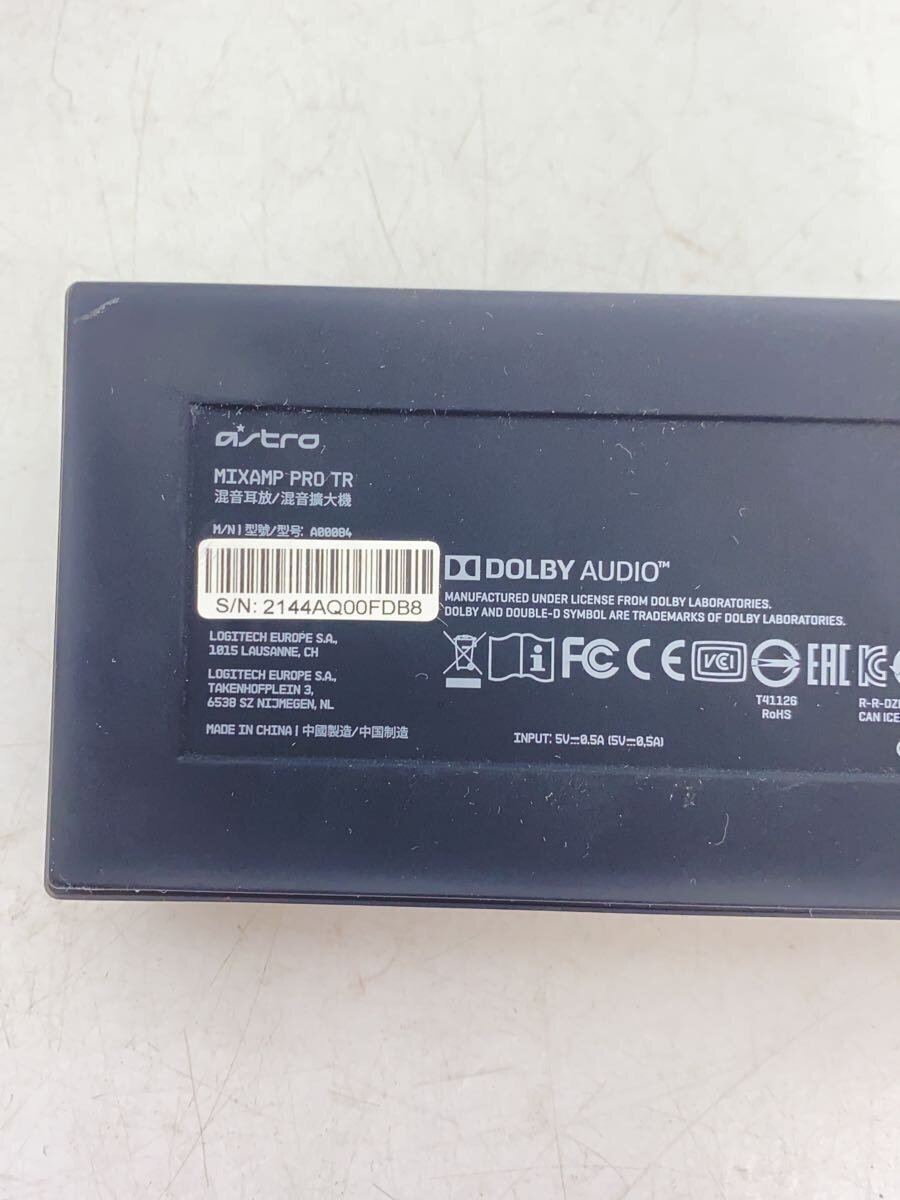 astro
MIXAMP PRO TR
混音耳放/混音擴大機
M/N | 型號/型号: A00084
S/N: 2144AQ00FDB8
DOLBY AUDIO™
MANUFACTURED UNDER LICENSE FROM DOLBY LABORATORIES.
DOLBY AND DOUBLE-D SYMBOL ARE TRADEMARKS OF DOLBY LABORATORIES.
LOGITECH EUROPE S.A.,
1015 LAUSANNE, CH
LOGITECH EUROPE S.A.,
TAKENHOFPLEIN 3,
6538 SZ NIJMEGEN, NL
MADE IN CHINA | 中國製造/中国制造
FC CE VCI EAC
T41126
RoHS
R-R-DZ
CAN ICE
INPUT: 5V⎓0.5A (5V⎓0,5A)